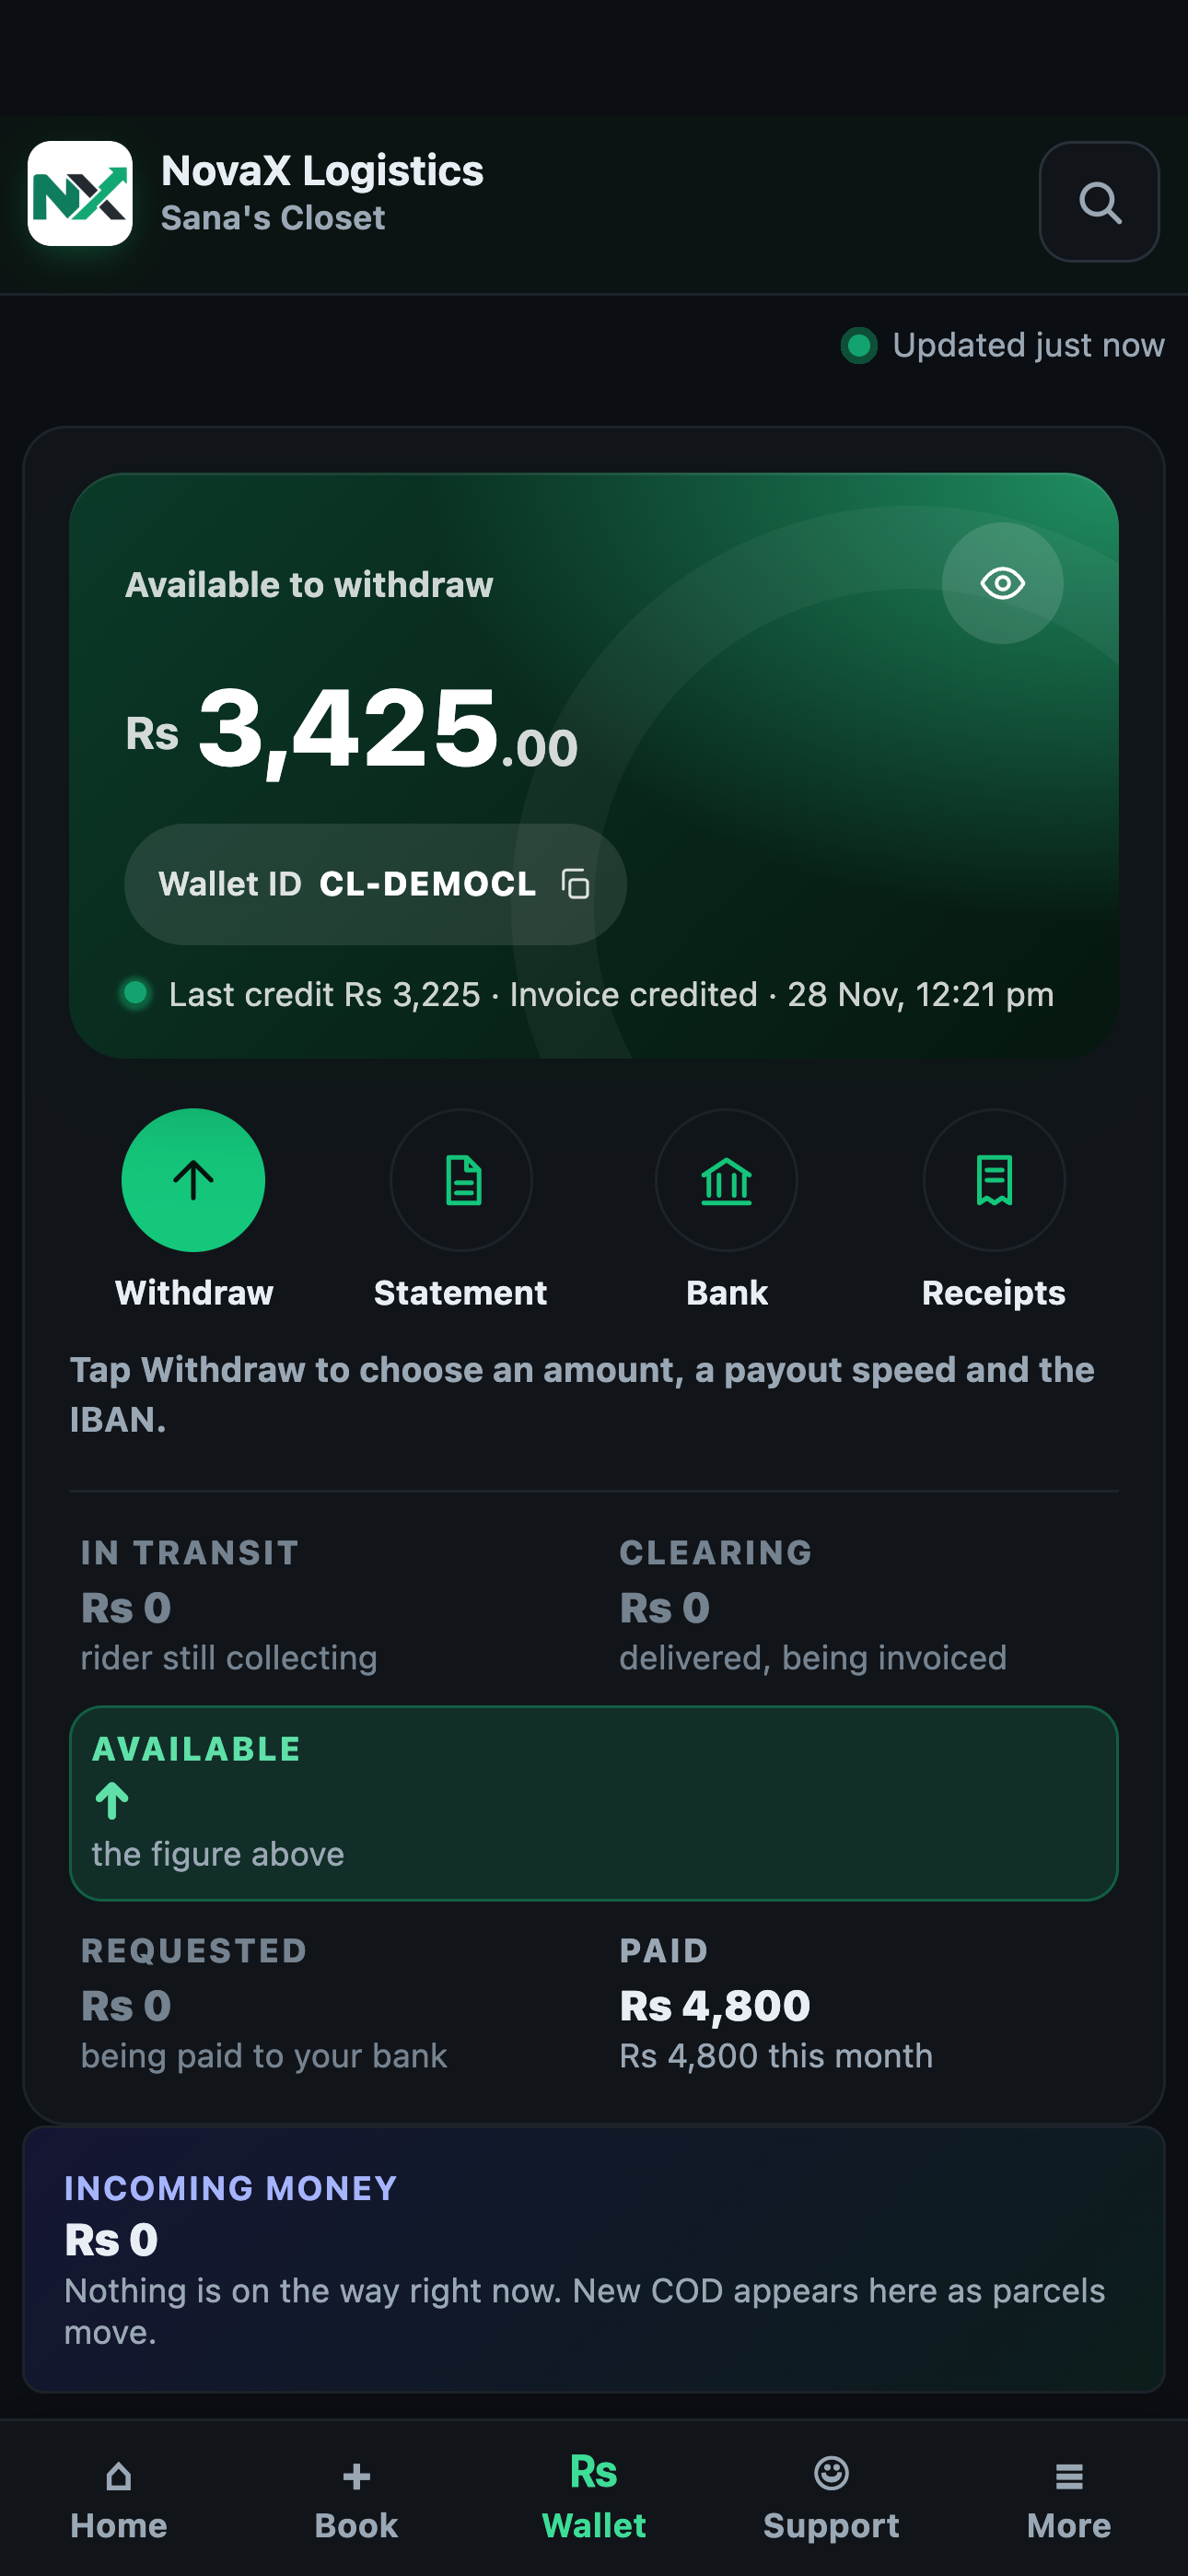 NX
NovaX Logistics
Sana's Closet
Updated just now
Available to withdraw
Rs 3,425.00
Wallet ID CL-DEMOCL
Last credit Rs 3,225 · Invoice credited · 28 Nov, 12:21 pm
Withdraw Statement Bank Receipts
Tap Withdraw to choose an amount, a payout speed and the
IBAN.
IN TRANSIT CLEARING
Rs 0 Rs 0
rider still collecting delivered, being invoiced
AVAILABLE
↑
the figure above
REQUESTED PAID
Rs 0 Rs 4,800
being paid to your bank Rs 4,800 this month
INCOMING MONEY
Rs 0
Nothing is on the way right now. New COD appears here as parcels
move.
Rs
Home Book Wallet Support More